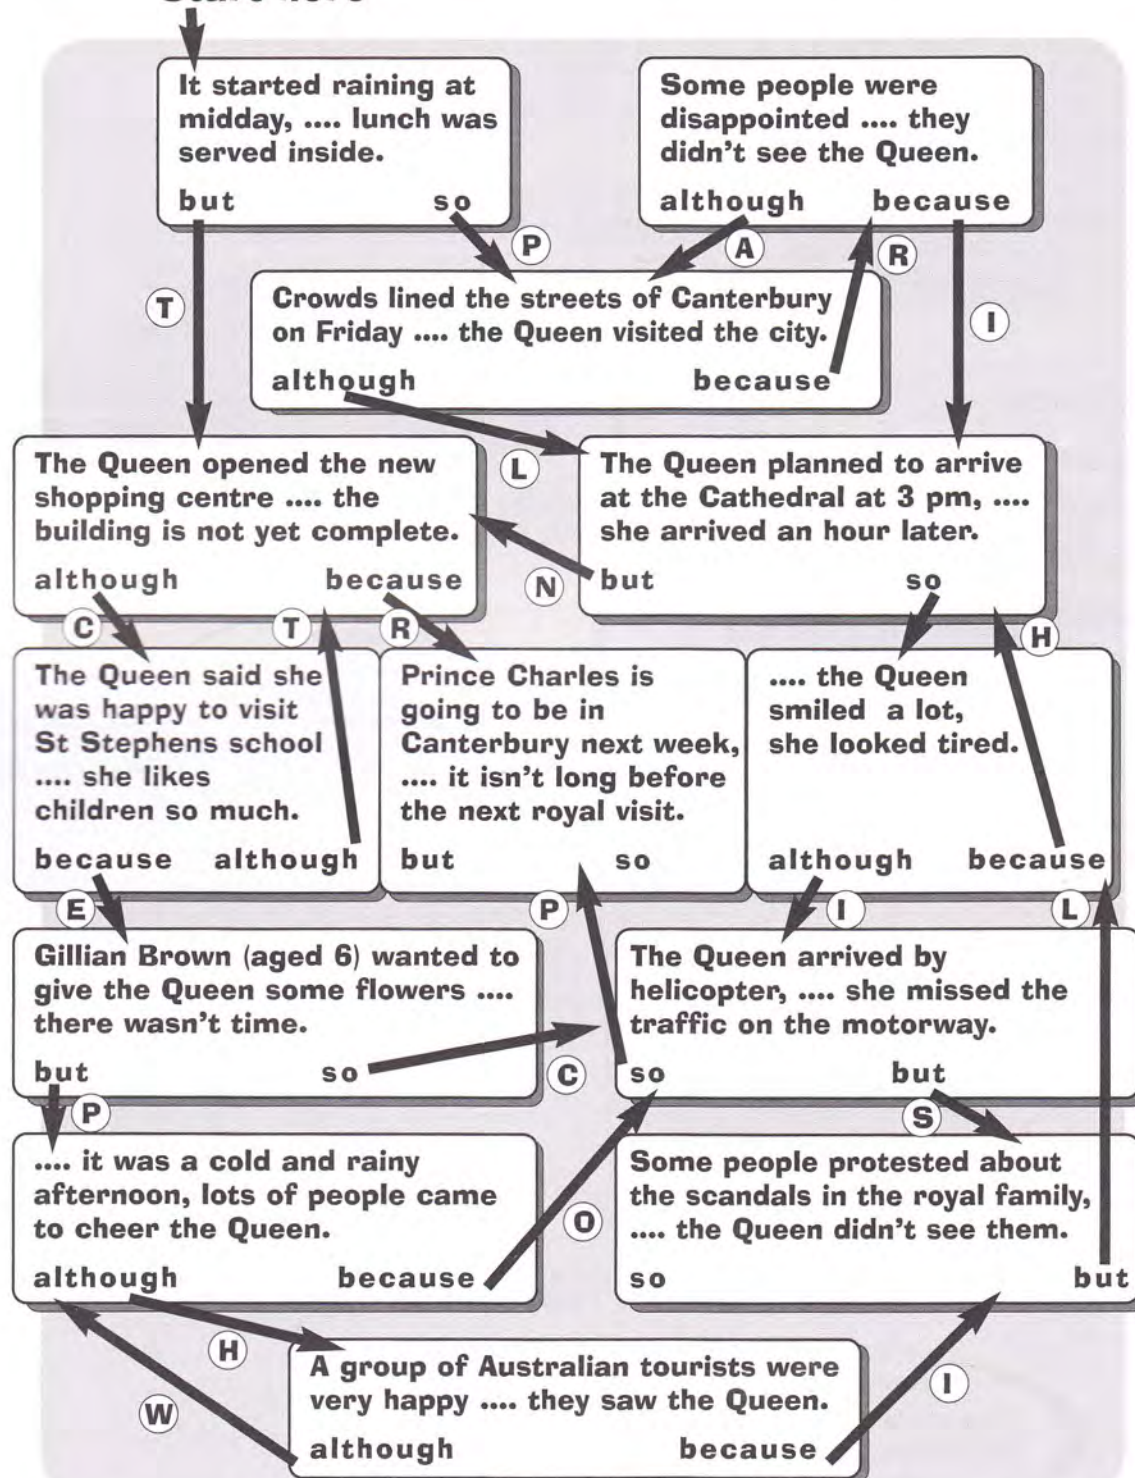 It started raining at
midday, .... lunch was
served inside.
but so
Some people were
disappointed .... they
didn't see the Queen.
although because
P
A
R
T
I
Crowds lined the streets of Canterbury
on Friday .... the Queen visited the city.
although because
L
The Queen opened the new
shopping centre .... the
building is not yet complete.
although because
The Queen planned to arrive
at the Cathedral at 3 pm, ....
she arrived an hour later.
but so
N
C
T
R
H
The Queen said she
was happy to visit
St Stephens school
.... she likes
children so much.
because although
Prince Charles is
going to be in
Canterbury next week,
.... it isn't long before
the next royal visit.
but so
.... the Queen
smiled a lot,
she looked tired.
although because
E
P
I
L
Gillian Brown (aged 6) wanted to
give the Queen some flowers ....
there wasn't time.
but so
The Queen arrived by
helicopter, .... she missed the
traffic on the motorway.
so but
C
P
S
.... it was a cold and rainy
afternoon, lots of people came
to cheer the Queen.
although because
O
Some people protested about
the scandals in the royal family,
.... the Queen didn't see them.
so but
H
W
I
A group of Australian tourists were
very happy .... they saw the Queen.
although because